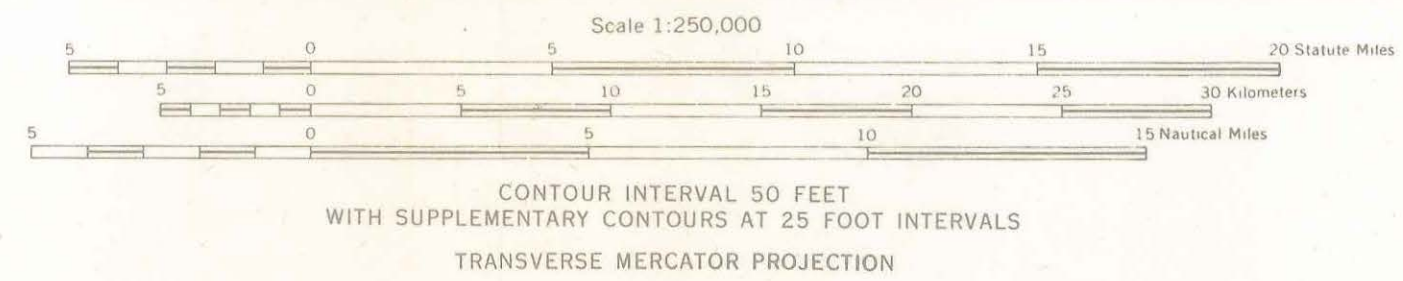 Scale 1:250,000
5 0 5 10 15 20 Statute Miles
5 0 5 10 15 20 25 30 Kilometers
5 0 5 10 15 Nautical Miles
CONTOUR INTERVAL 50 FEET
WITH SUPPLEMENTARY CONTOURS AT 25 FOOT INTERVALS
TRANSVERSE MERCATOR PROJECTION